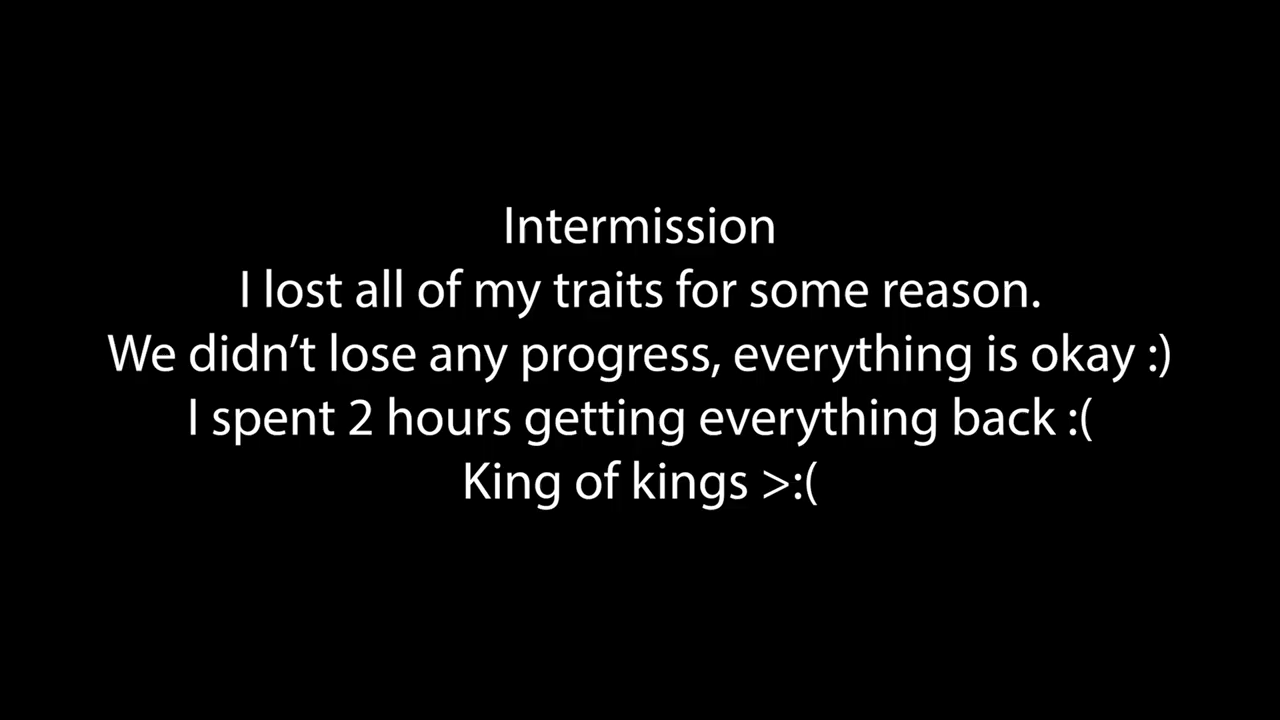 Intermission
I lost all of my traits for some reason.
We didn’t lose any progress, everything is okay :)
I spent 2 hours getting everything back :(
King of kings >:(